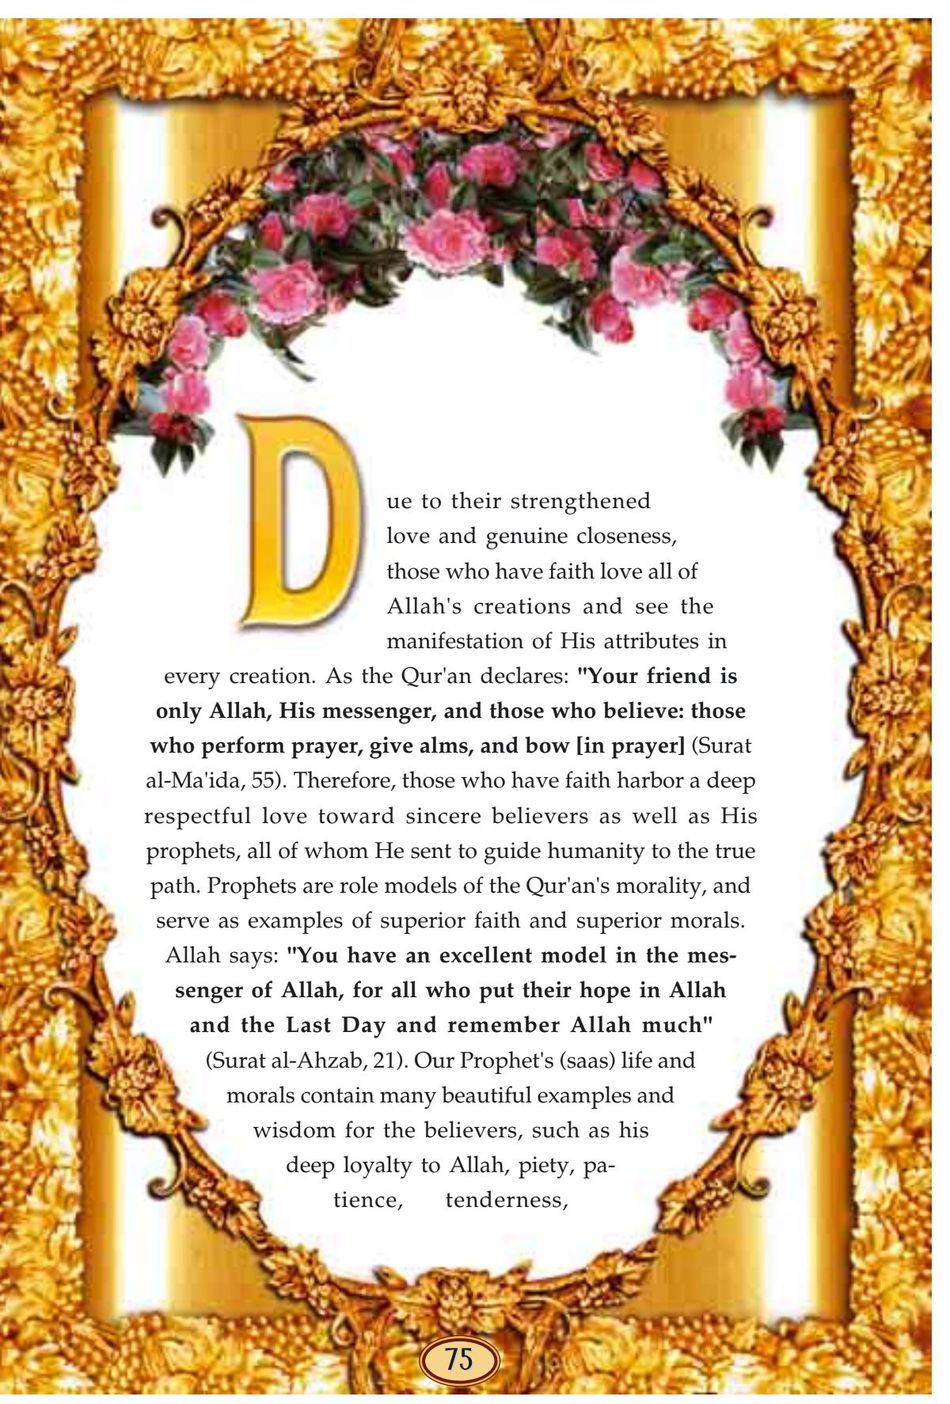 Due to their strengthened
love and genuine closeness,
those who have faith love all of
Allah's creations and see the
manifestation of His attributes in
every creation. As the Qur'an declares: "Your friend is
only Allah, His messenger, and those who believe: those
who perform prayer, give alms, and bow [in prayer] (Surat
al-Ma'ida, 55). Therefore, those who have faith harbor a deep
respectful love toward sincere believers as well as His
prophets, all of whom He sent to guide humanity to the true
path. Prophets are role models of the Qur'an's morality, and
serve as examples of superior faith and superior morals.
Allah says: "You have an excellent model in the mes-
senger of Allah, for all who put their hope in Allah
and the Last Day and remember Allah much"
(Surat al-Ahzab, 21). Our Prophet's (saas) life and
morals contain many beautiful examples and
wisdom for the believers, such as his
deep loyalty to Allah, piety, pa-
tience, tenderness,
75